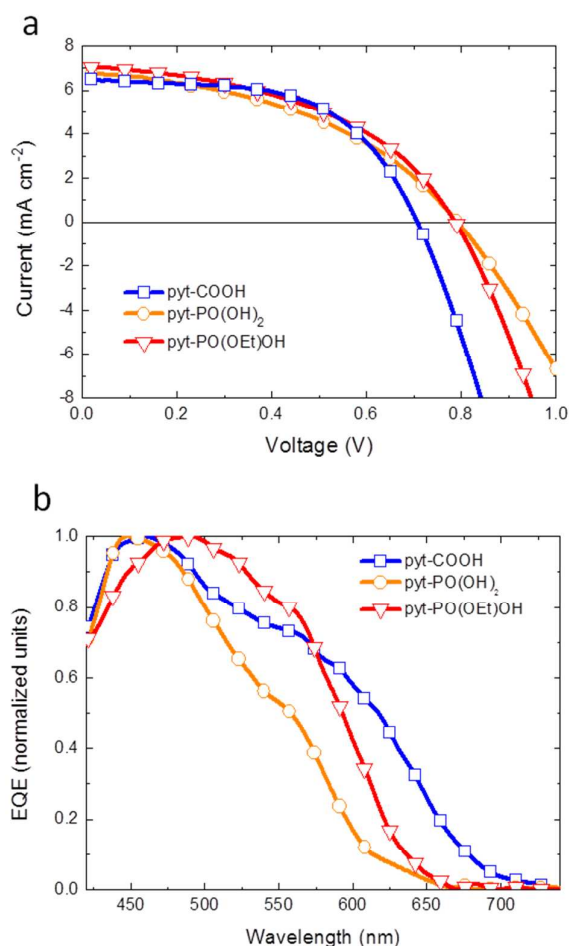 a
8
6
4
2
0
-2
-4
-6
-8
Current (mA cm⁻²)
pyt-COOH
pyt-PO(OH)₂
pyt-PO(OEt)OH
0.0 0.2 0.4 0.6 0.8 1.0
Voltage (V)
b
1.0
0.8
0.6
0.4
0.2
0.0
EQE (normalized units)
pyt-COOH
pyt-PO(OH)₂
pyt-PO(OEt)OH
450 500 550 600 650 700
Wavelength (nm)